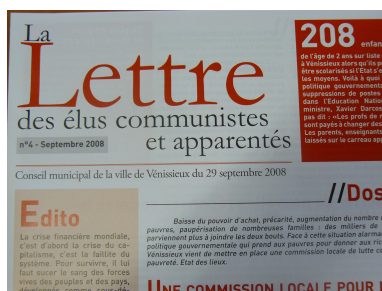 La
Lettre
des élus communistes
et apparentés
n°4 - Septembre 2008
Conseil municipal de la ville de Vénissieux du 29 septembre 2008
208 enfan
de l'âge de 2 ans sur liste
à Vénissieux alors qu'ils p
être scolarisés si l'Etat s'e
les moyens. Voilà à quoi
politique gouvernement
suppressions de postes
dans l'Education Natio
ministre, Xavier Darcos
pas dit : «Les profs de m
sont payés à changer des
Les parents, enseignants
laissés sur le carreau app
Edito
La crise financière mondiale,
c'est d'abord la crise du ca-
pitalisme, c'est la faillite du
système. Pour survivre, il lui
faut sucer le sang des forces
vives des peuples et des pays,
//Dos
Baisse du pouvoir d'achat, précarité, augmentation du nombre
pauvres, paupérisation de nombreuses familles : des milliers de
parviennent plus à joindre les deux bouts. Face à cette situation alarma
politique gouvernementale qui prend aux pauvres pour donner aux ric
Vénissieux vient de mettre en place une commission locale de lutte co
pauvreté. Etat des lieux.
UNE COMMISSION LOCALE POUR